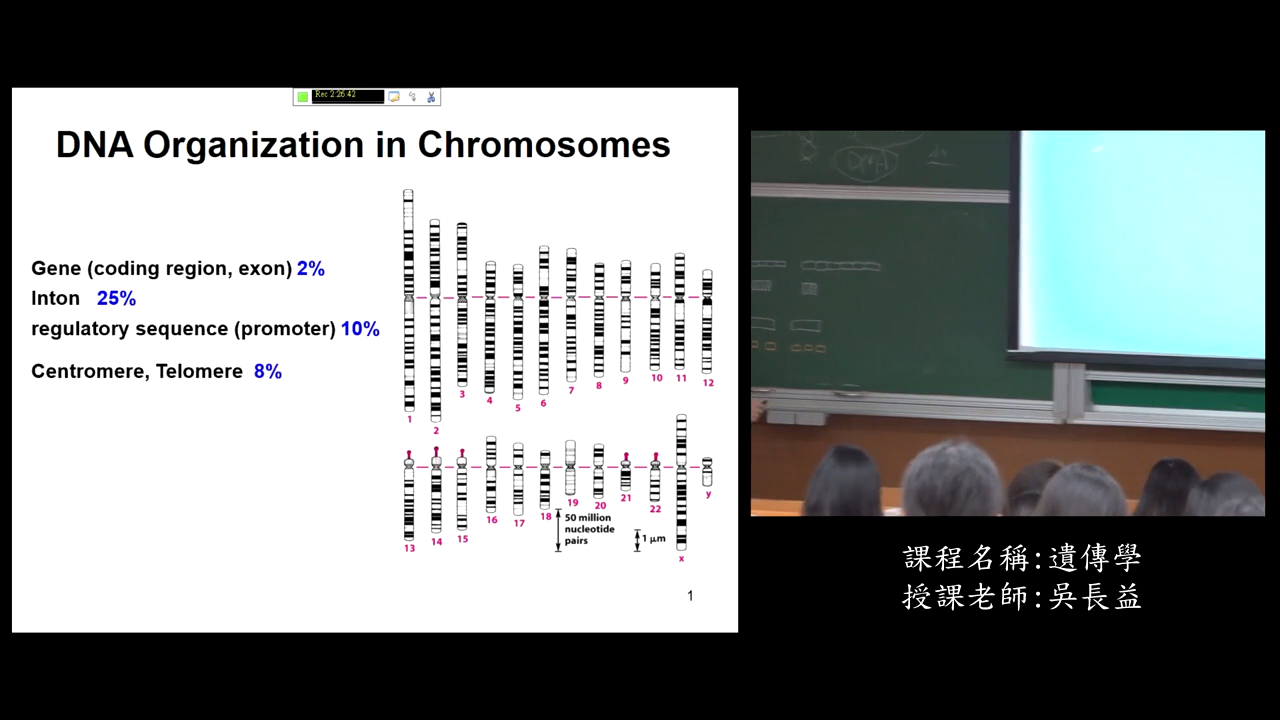 Rec 2:26:42
DNA Organization in Chromosomes
Gene (coding region, exon) 2%
Inton 25%
regulatory sequence (promoter) 10%
Centromere, Telomere 8%
1 2 3 4 5 6 7 8 9 10 11 12
13 14 15 16 17 18 19 20 21 22 x y
50 million
nucleotide
pairs
1 μm
1
DNA
課程名稱:遺傳學
授課老師:吳長益